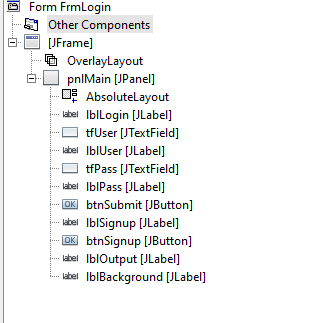 Form FrmLogin
Other Components
[JFrame]
OverlayLayout
pnlMain [JPanel]
AbsoluteLayout
label lblLogin [JLabel]
tfUser [JTextField]
label lblUser [JLabel]
tfPass [JTextField]
label lblPass [JLabel]
OK btnSubmit [JButton]
label lblSignup [JLabel]
OK btnSignup [JButton]
label lblOutput [JLabel]
label lblBackground [JLabel]